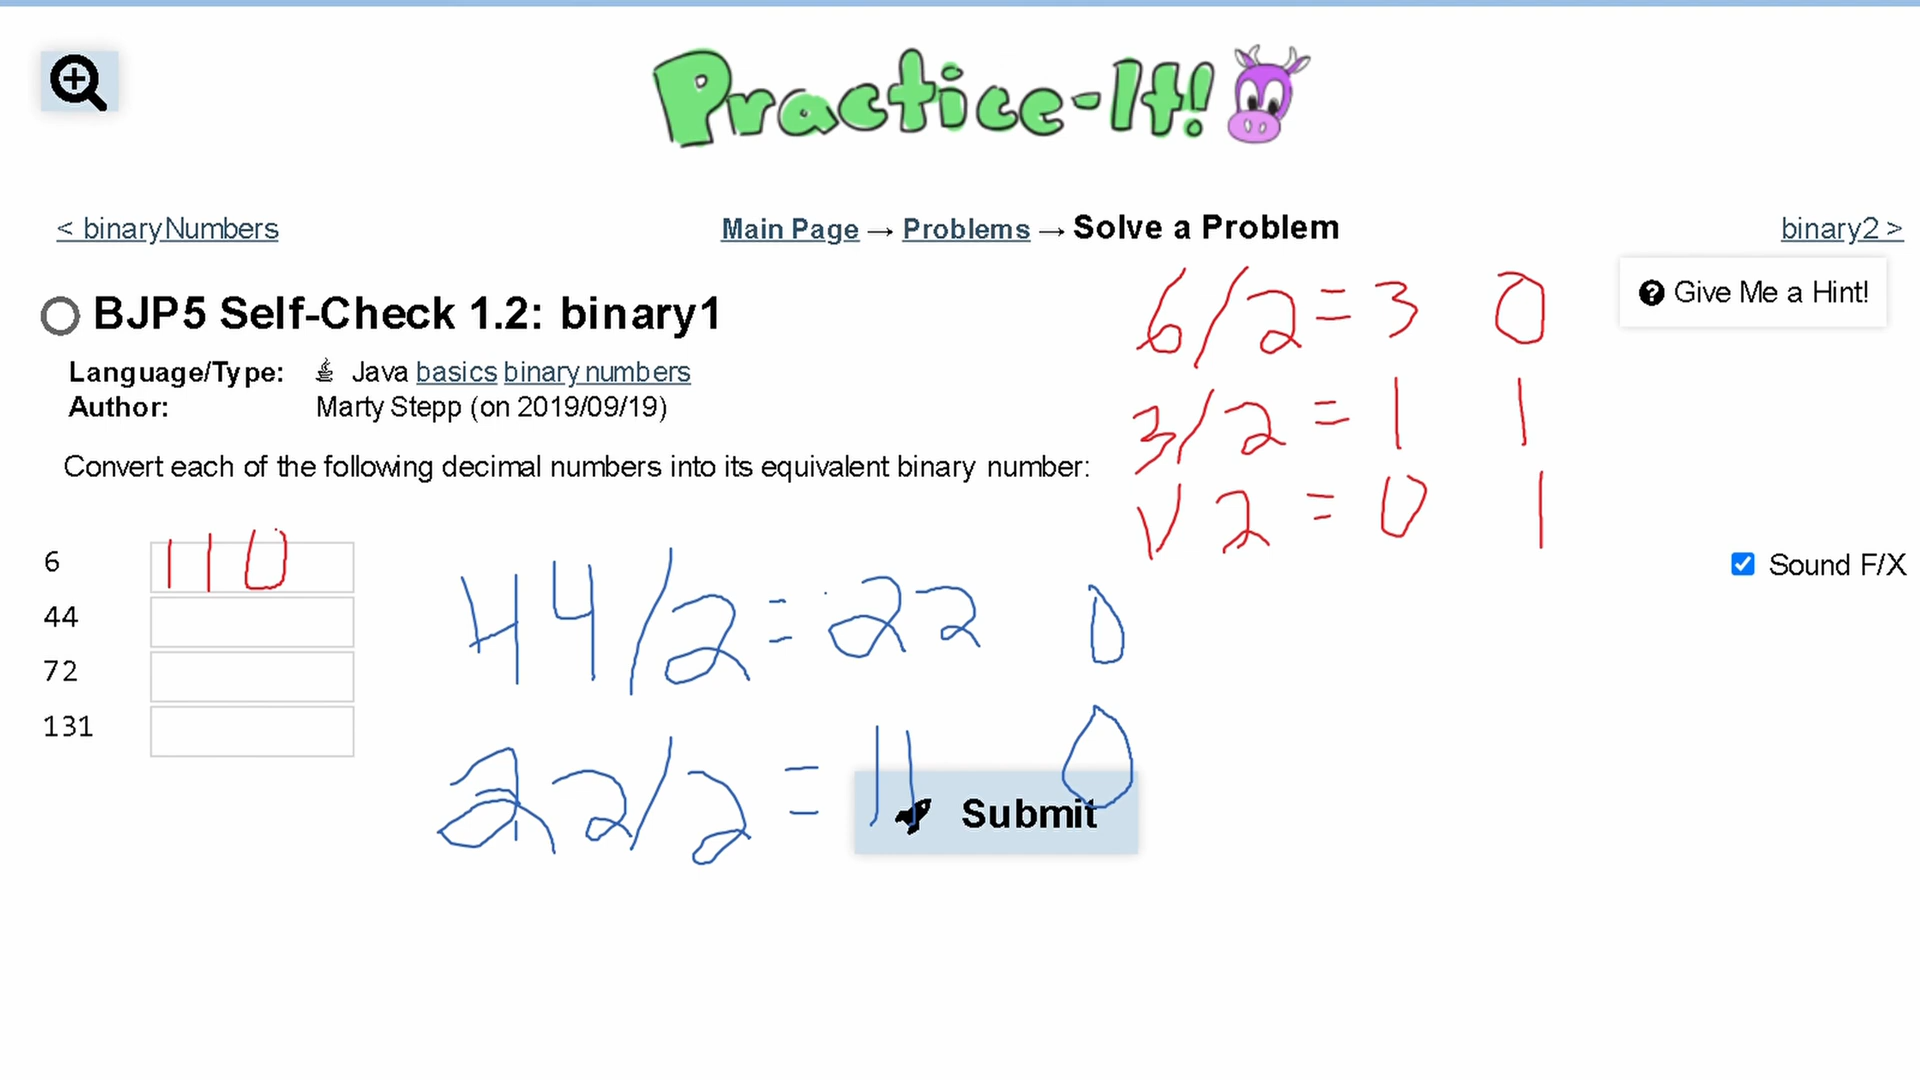 Practice-It!
< binaryNumbers
Main Page → Problems → Solve a Problem
binary2 >
6/2=3 0
Give Me a Hint!
BJP5 Self-Check 1.2: binary1
Language/Type: Java basics binary numbers
3/2 = 1 1
Author: Marty Stepp (on 2019/09/19)
Convert each of the following decimal numbers into its equivalent binary number:
1/2 = 0 1
6 110
Sound F/X
44
44/2=22 0
72
131
22/2 = 11 0
Submit